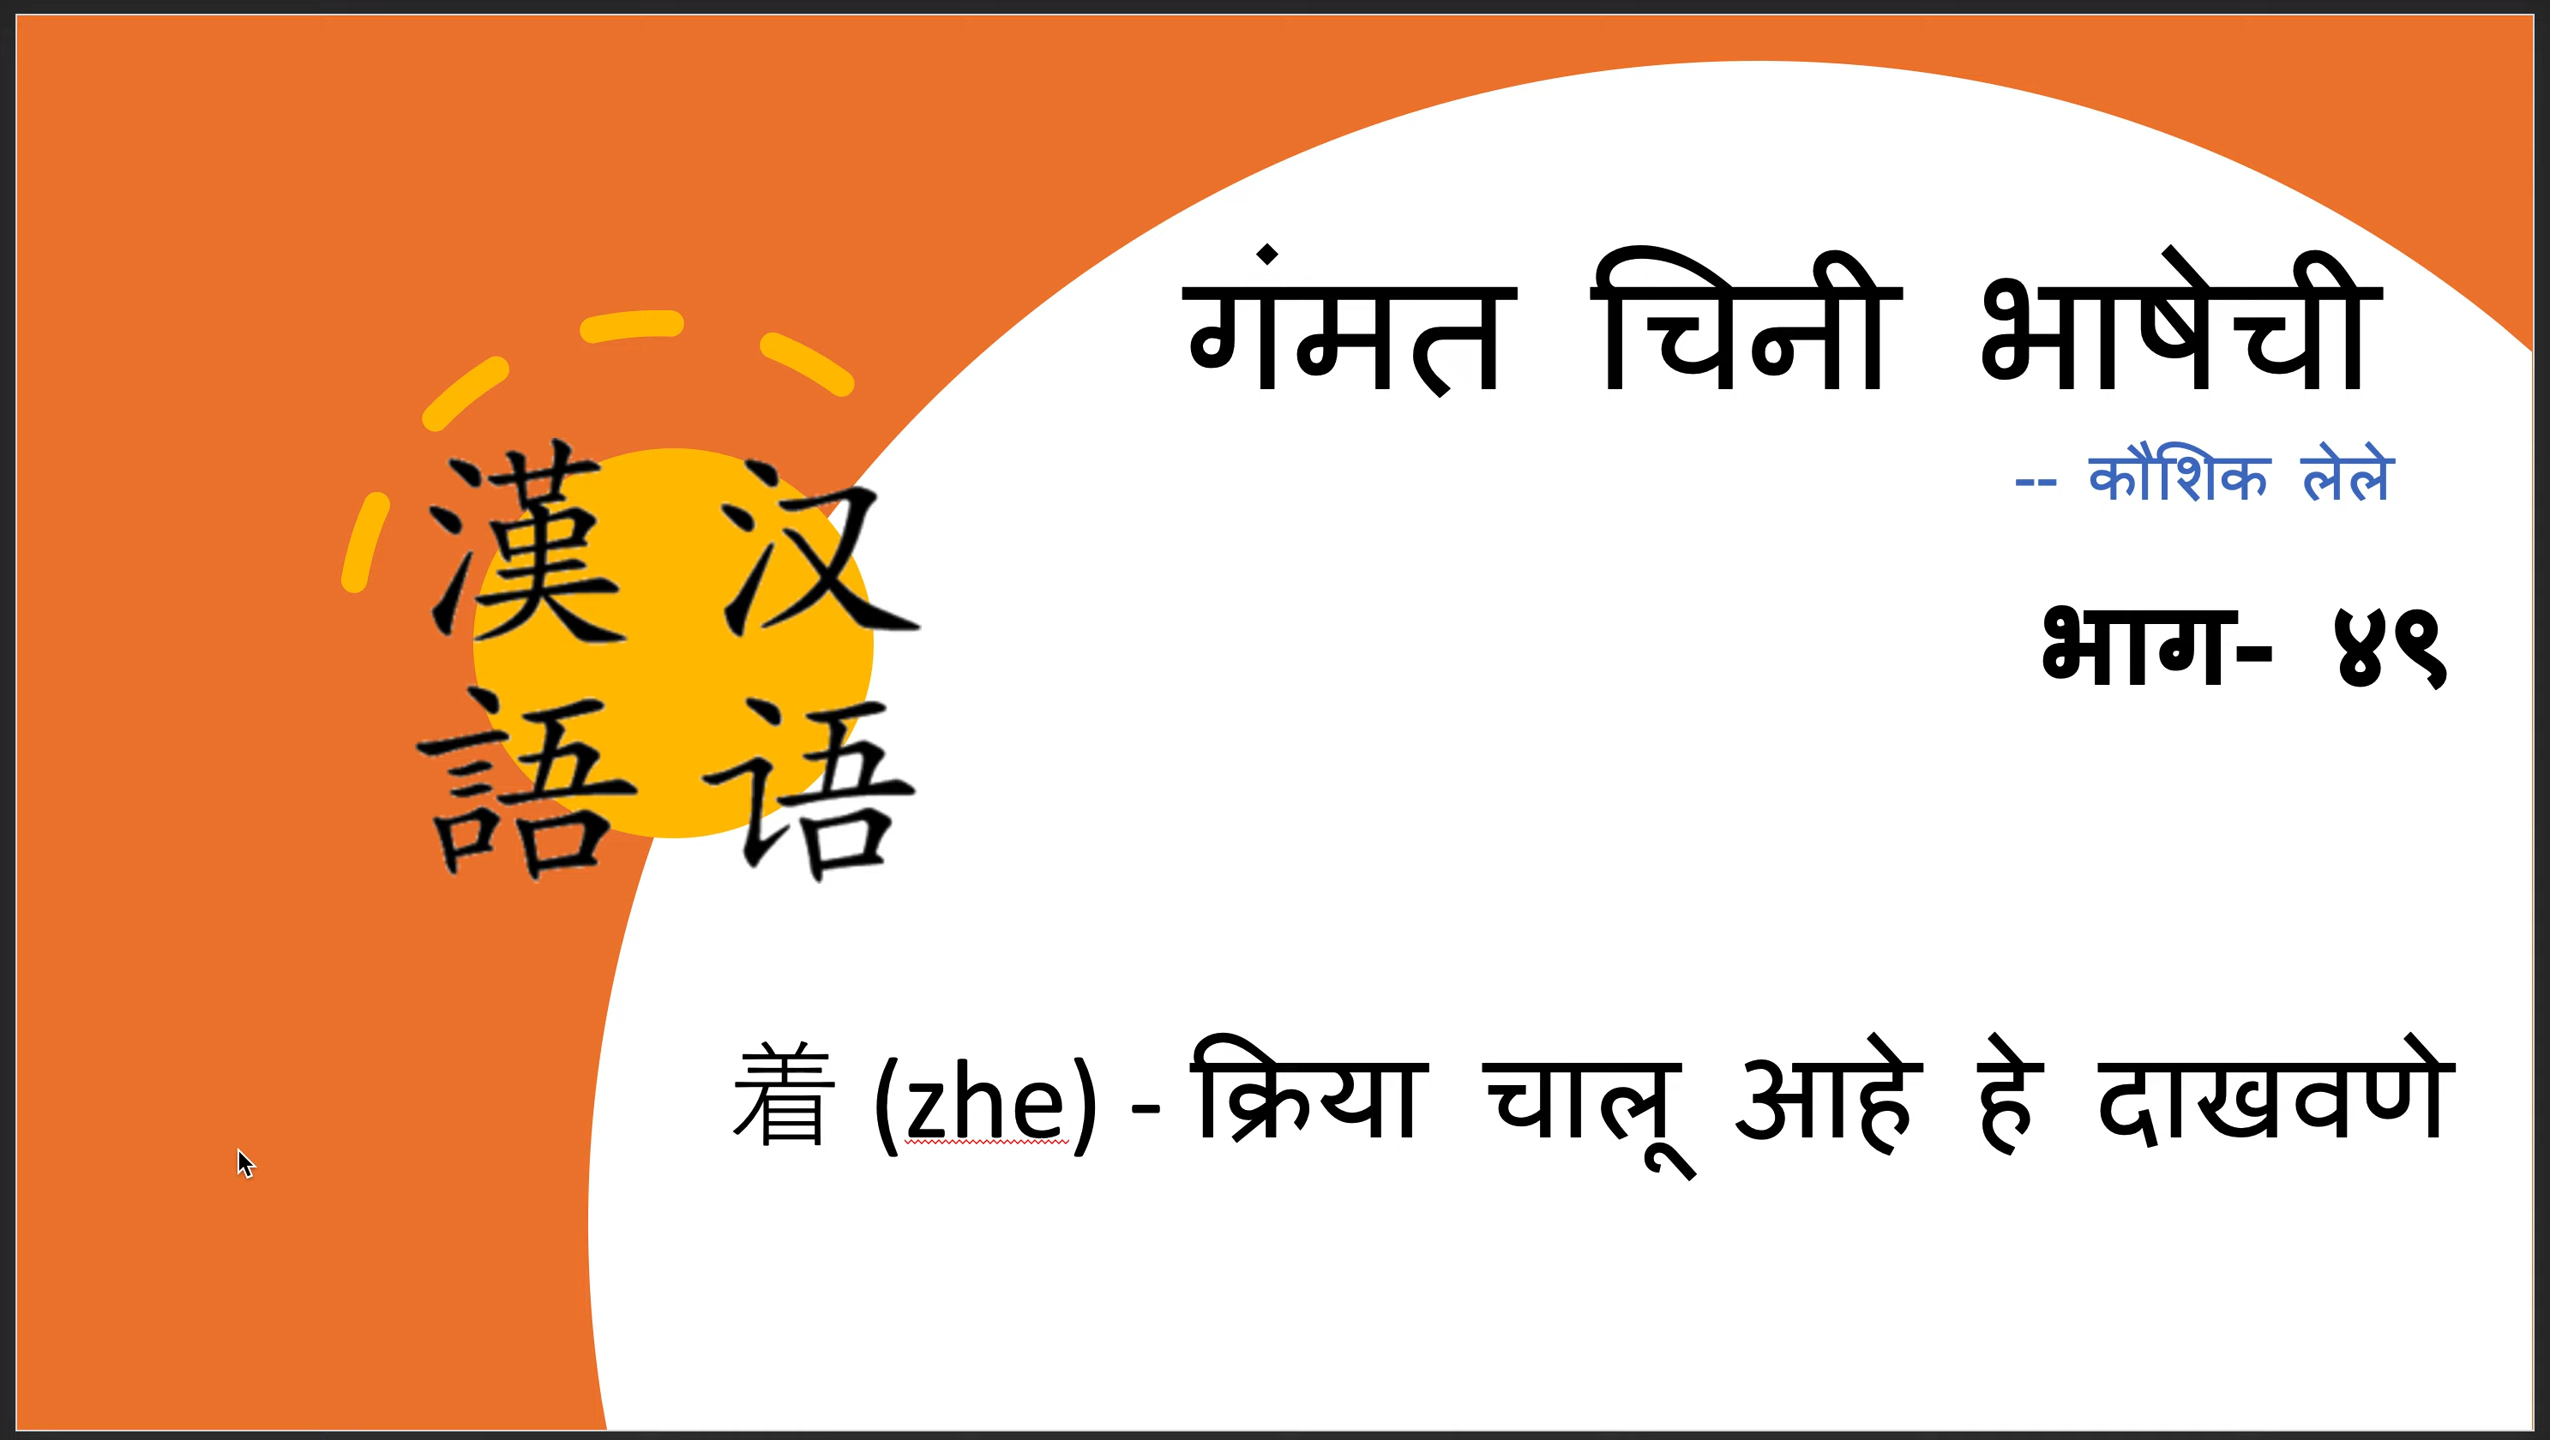 गंमत चिनी भाषेची
-- कौशिक लेले
भाग- ४९
漢 汉
語 语
着 (zhe) - क्रिया चालू आहे हे दाखवणे